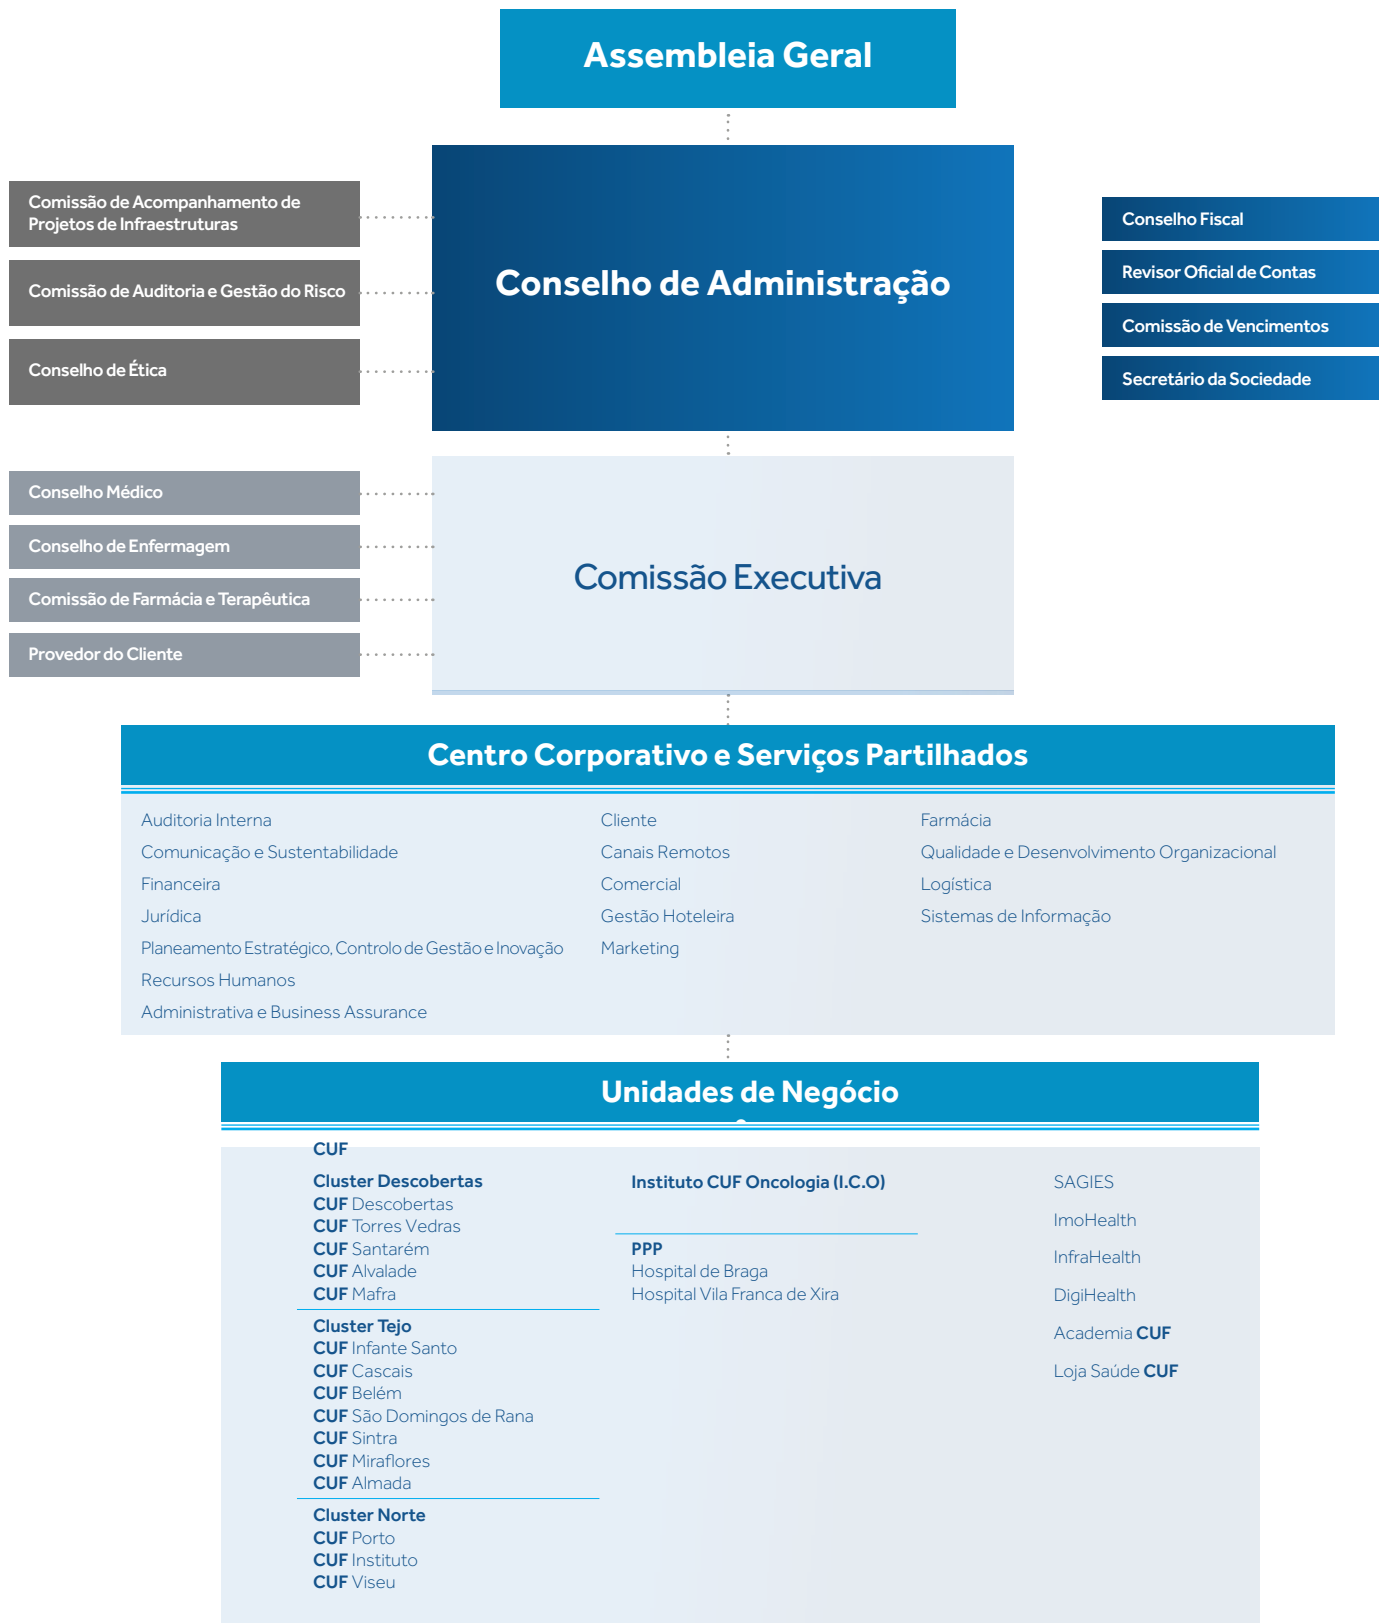 Assembleia Geral
Comissão de Acompanhamento de
Projetos de Infraestruturas
Comissão de Auditoria e Gestão do Risco
Conselho de Ética
Conselho de Administração
Conselho Fiscal
Revisor Oficial de Contas
Comissão de Vencimentos
Secretário da Sociedade
Conselho Médico
Conselho de Enfermagem
Comissão de Farmácia e Terapêutica
Provedor do Cliente
Comissão Executiva
Centro Corporativo e Serviços Partilhados
Auditoria Interna
Comunicação e Sustentabilidade
Financeira
Jurídica
Planeamento Estratégico, Controlo de Gestão e Inovação
Recursos Humanos
Administrativa e Business Assurance
Cliente
Canais Remotos
Comercial
Gestão Hoteleira
Marketing
Farmácia
Qualidade e Desenvolvimento Organizacional
Logística
Sistemas de Informação
Unidades de Negócio
CUF
Cluster Descobertas
CUF Descobertas
CUF Torres Vedras
CUF Santarém
CUF Alvalade
CUF Mafra
Cluster Tejo
CUF Infante Santo
CUF Cascais
CUF Belém
CUF São Domingos de Rana
CUF Sintra
CUF Miraflores
CUF Almada
Cluster Norte
CUF Porto
CUF Instituto
CUF Viseu
Instituto CUF Oncologia (I.C.O)
PPP
Hospital de Braga
Hospital Vila Franca de Xira
SAGIES
ImoHealth
InfraHealth
DigiHealth
Academia CUF
Loja Saúde CUF